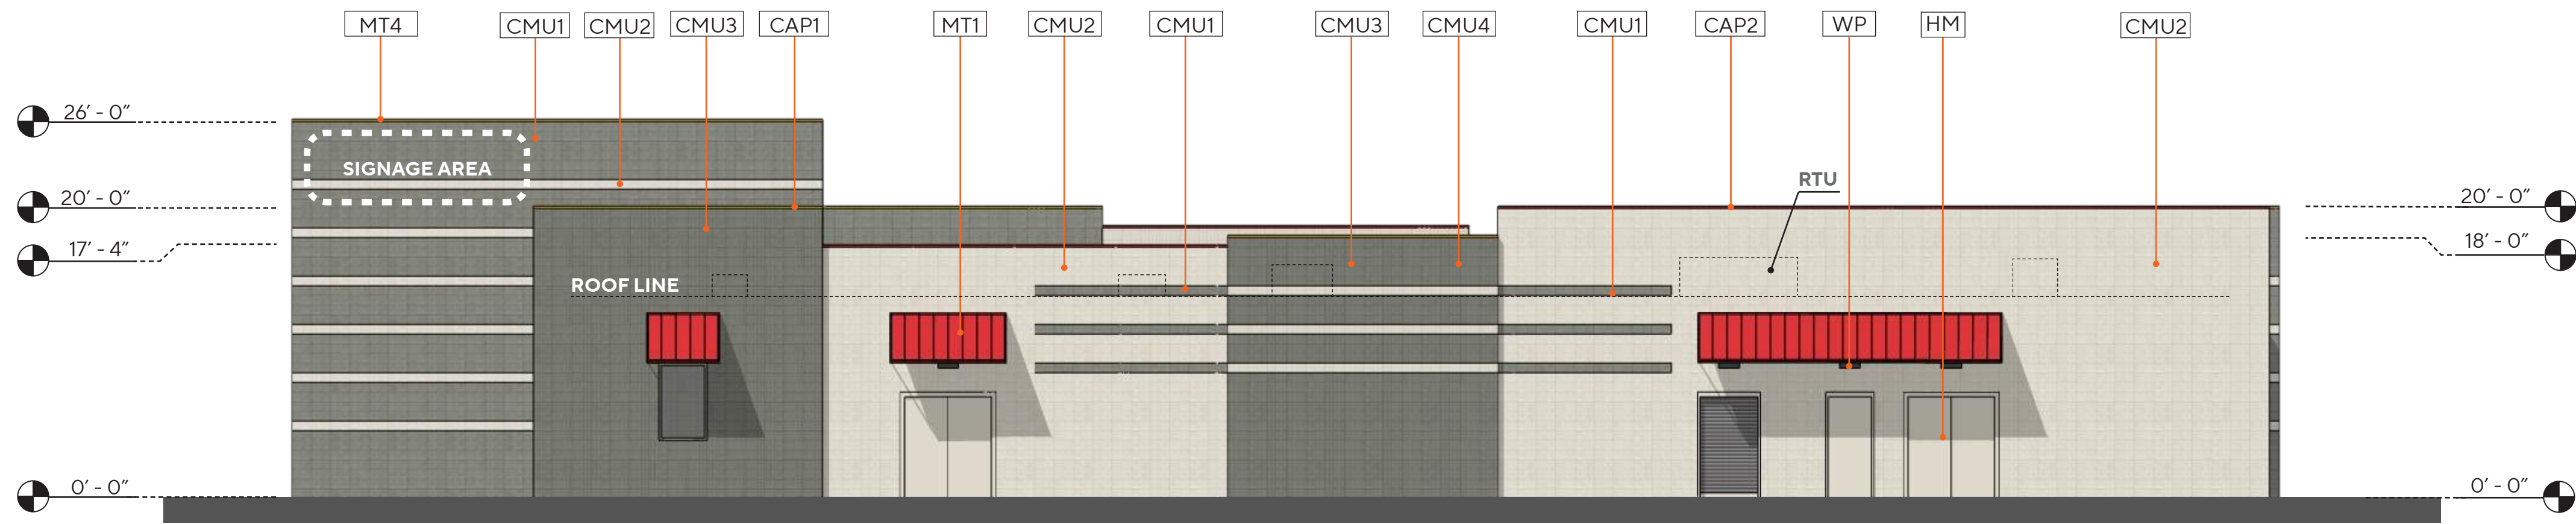 MT4 CMU1 CMU2 CMU3 CAP1 MT1 CMU2 CMU1 CMU3 CMU4 CMU1 CAP2 WP HM CMU2
26' - 0"
SIGNAGE AREA
RTU
20' - 0" 20' - 0"
17' - 4" 18' - 0"
ROOF LINE
0' - 0" 0' - 0"